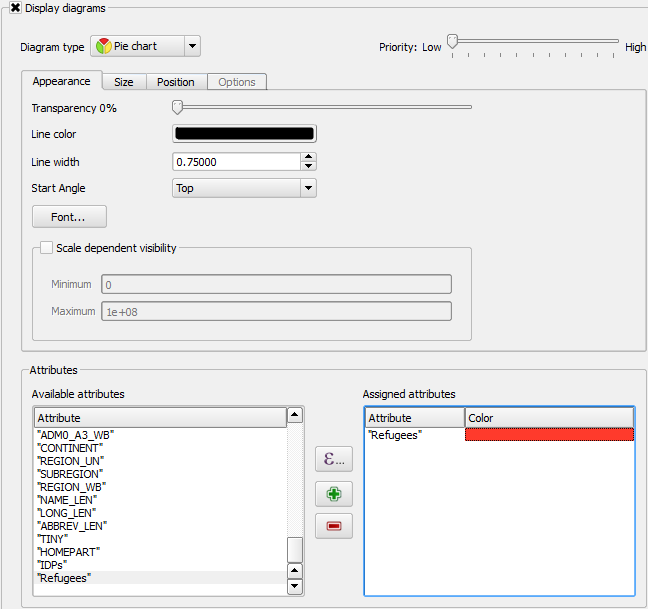 Display diagrams
Diagram type Pie chart Priority: Low High
Appearance Size Position Options
Transparency 0%
Line color
Line width 0.75000
Start Angle Top
Font...
Scale dependent visibility
Minimum 0
Maximum 1e+08
Attributes
Available attributes Assigned attributes
Attribute Attribute Color
"ADM0_A3_WB" "Refugees"
"CONTINENT"
"REGION_UN"
"SUBREGION"
"REGION_WB"
"NAME_LEN"
"LONG_LEN"
"ABBREV_LEN"
"TINY"
"HOMEPART"
"IDPs"
"Refugees"
ε...